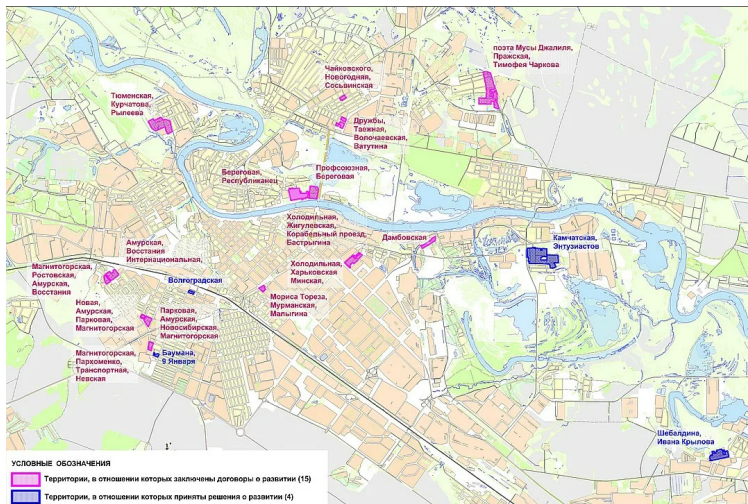 поэта Мусы Джалиля,
Пражская,
Тимофея Чаркова
Чайковского,
Новогодняя,
Сосьвинская
Тюменская,
Курчатова,
Рылеева
Дружбы,
Таежная,
Волочаевская,
Ватутина
Береговая,
Республиканец
Профсоюзная,
Береговая
Холодильная,
Жигулевская,
Корабельный проезд,
Бастрыгина
Дамбовская
Камчатская,
Энтузиастов
Амурская,
Восстания
Интернациональная,
Магнитогорская,
Ростовская,
Амурская,
Восстания
Волгоградская
Холодильная,
Харьковская
Минская,
Мориса Тореза,
Мурманская,
Малыгина
Новая,
Амурская,
Парковая,
Магнитогорская
Парковая,
Амурская,
Новосибирская,
Магнитогорская
Магнитогорская,
Пархоменко,
Транспортная,
Невская
Баумана,
9 Января
Шебалдина,
Ивана Крылова
УСЛОВНЫЕ ОБОЗНАЧЕНИЯ
Территории, в отношении которых заключены договоры о развитии (15)
Территории, в отношении которых приняты решения о развитии (4)